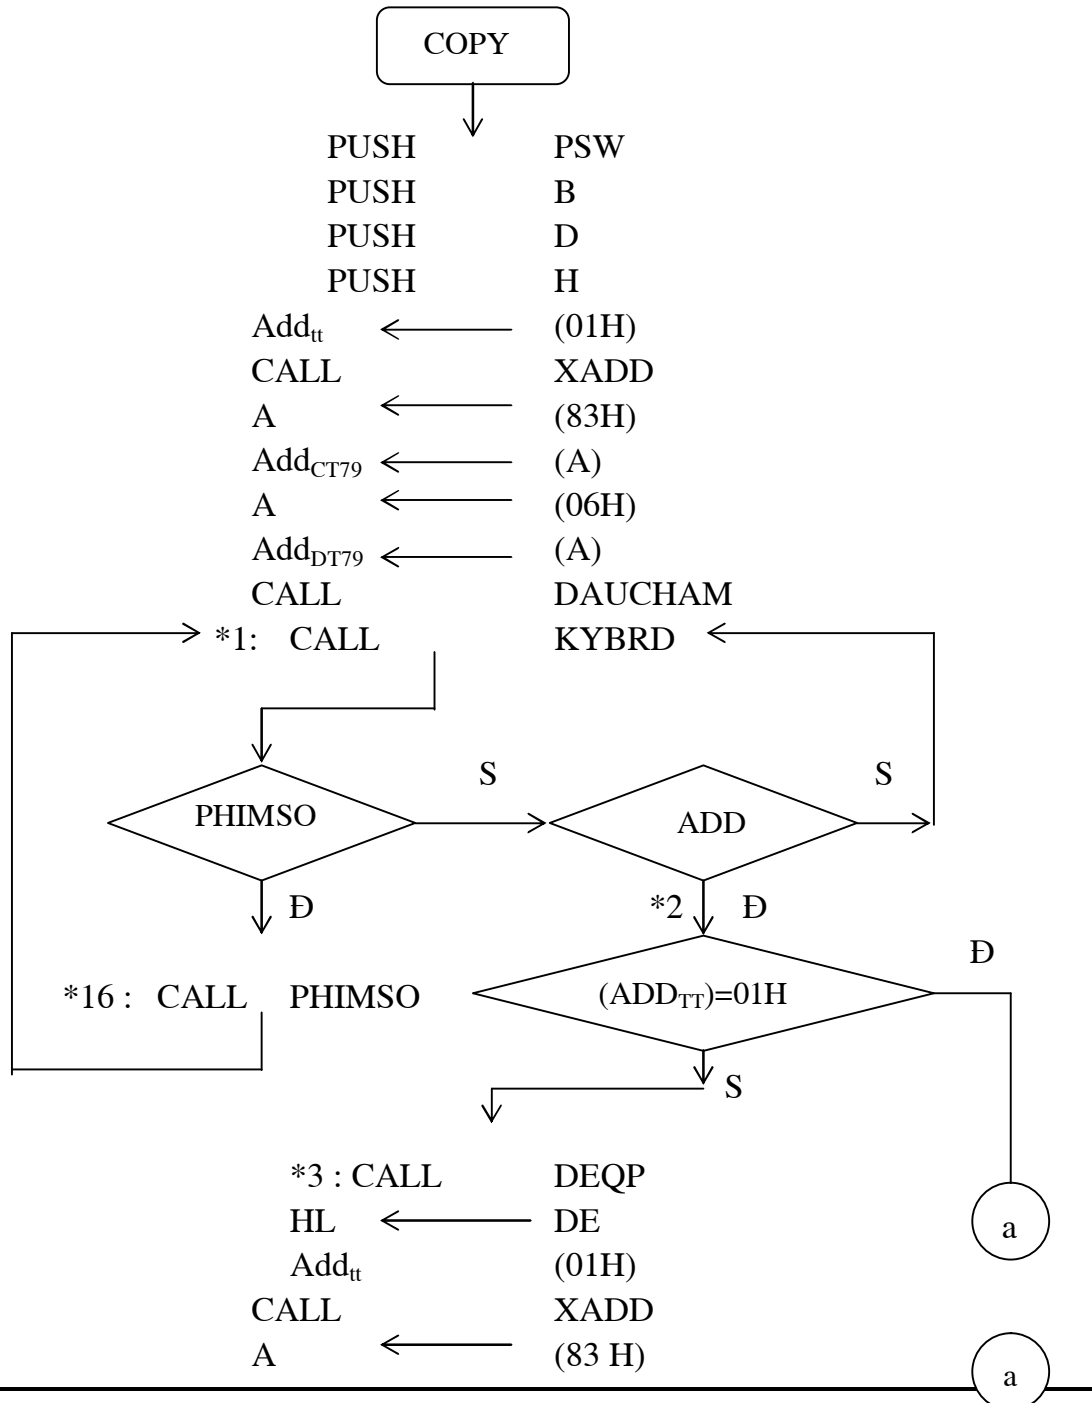 COPY
PUSH PSW
PUSH B
PUSH D
PUSH H
Addtt (01H)
CALL XADD
A (83H)
AddCT79 (A)
A (06H)
AddDT79 (A)
CALL DAUCHAM
*1: CALL KYBRD
S S
PHIMSO ADD
Đ *2 Đ
Đ
*16 : CALL PHIMSO (ADDTT)=01H
S
*3 : CALL DEQP
HL DE a
Addtt (01H)
CALL XADD
A (83 H) a